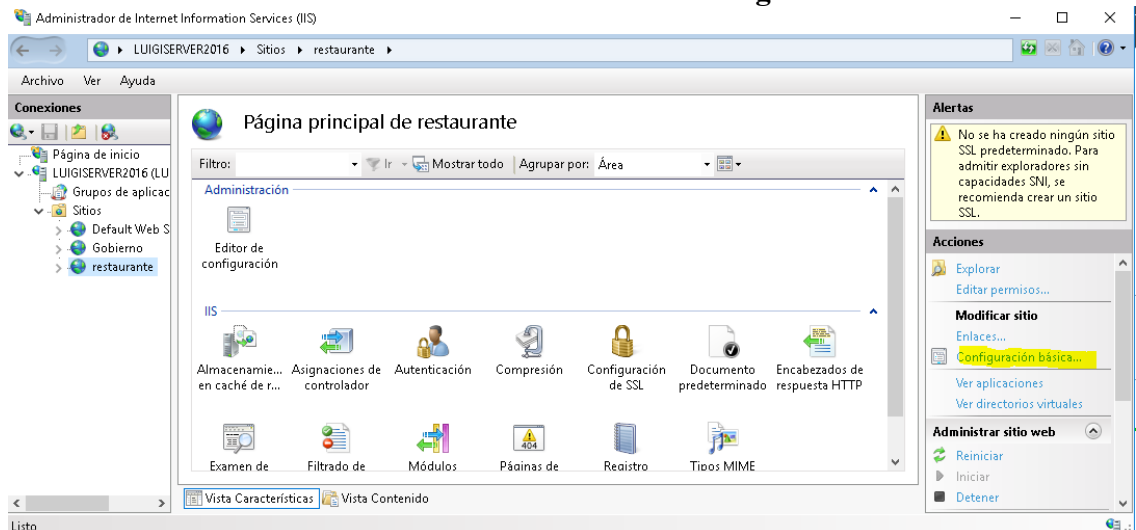 Administrador de Internet Information Services (IIS)
LUIGISERVER2016 Sitios restaurante
Archivo Ver Ayuda
Conexiones
Página de inicio
LUIGISERVER2016 (LU
Grupos de aplicac
Sitios
Default Web S
Gobierno
restaurante
Página principal de restaurante
Filtro: Ir Mostrar todo Agrupar por: Área
Administración
Editor de
configuración
IIS
Almacenamie...
en caché de r...
Asignaciones de
controlador
Autenticación
Compresión
Configuración
de SSL
Documento
predeterminado
Encabezados de
respuesta HTTP
Examen de
Filtrado de
Módulos
Páginas de
Registro
Tipos MIME
Vista Características Vista Contenido
Alertas
No se ha creado ningún sitio
SSL predeterminado. Para
admitir exploradores sin
capacidades SNI, se
recomienda crear un sitio
SSL.
Acciones
Explorar
Editar permisos...
Modificar sitio
Enlaces...
Configuración básica...
Ver aplicaciones
Ver directorios virtuales
Administrar sitio web
Reiniciar
Iniciar
Detener
Listo